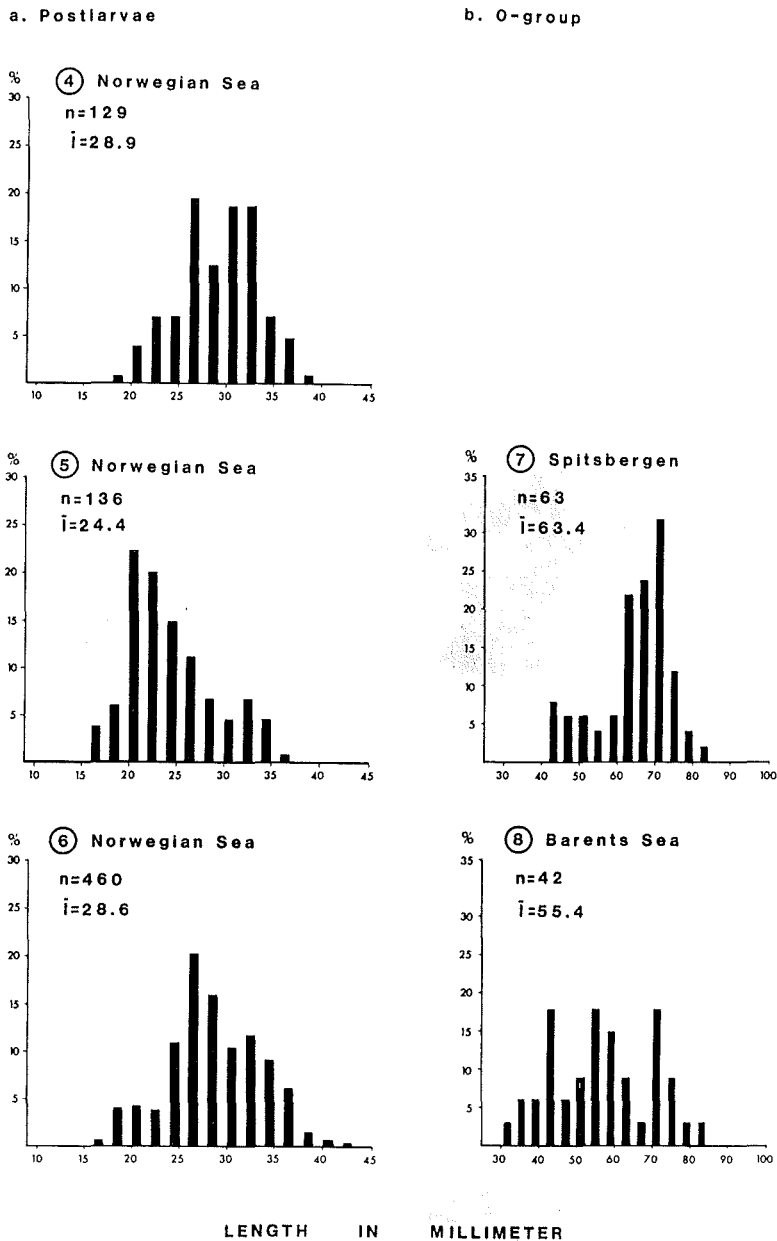 a. Postlarvae
b. O-group
% ④ Norwegian Sea
n=129
l̄=28.9
30
25
20
15
10
5
10 15 20 25 30 35 40 45
% ⑤ Norwegian Sea
n=136
l̄=24.4
30
25
20
15
10
5
10 15 20 25 30 35 40 45
% ⑦ Spitsbergen
n=63
l̄=63.4
35
30
25
20
15
10
5
30 40 50 60 70 80 90 100
% ⑥ Norwegian Sea
n=460
l̄=28.6
30
25
20
15
10
5
10 15 20 25 30 35 40 45
% ⑧ Barents Sea
n=42
l̄=55.4
35
30
25
20
15
10
5
25 30 40 50 60 70 80 90 100
LENGTH IN MILLIMETER